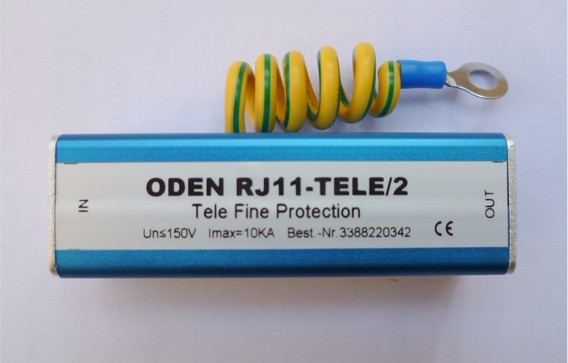 IN
ODEN RJ11-TELE/2
Tele Fine Protection
Un≤150V Imax=10KA Best.-Nr.3388220342 CE
OUT